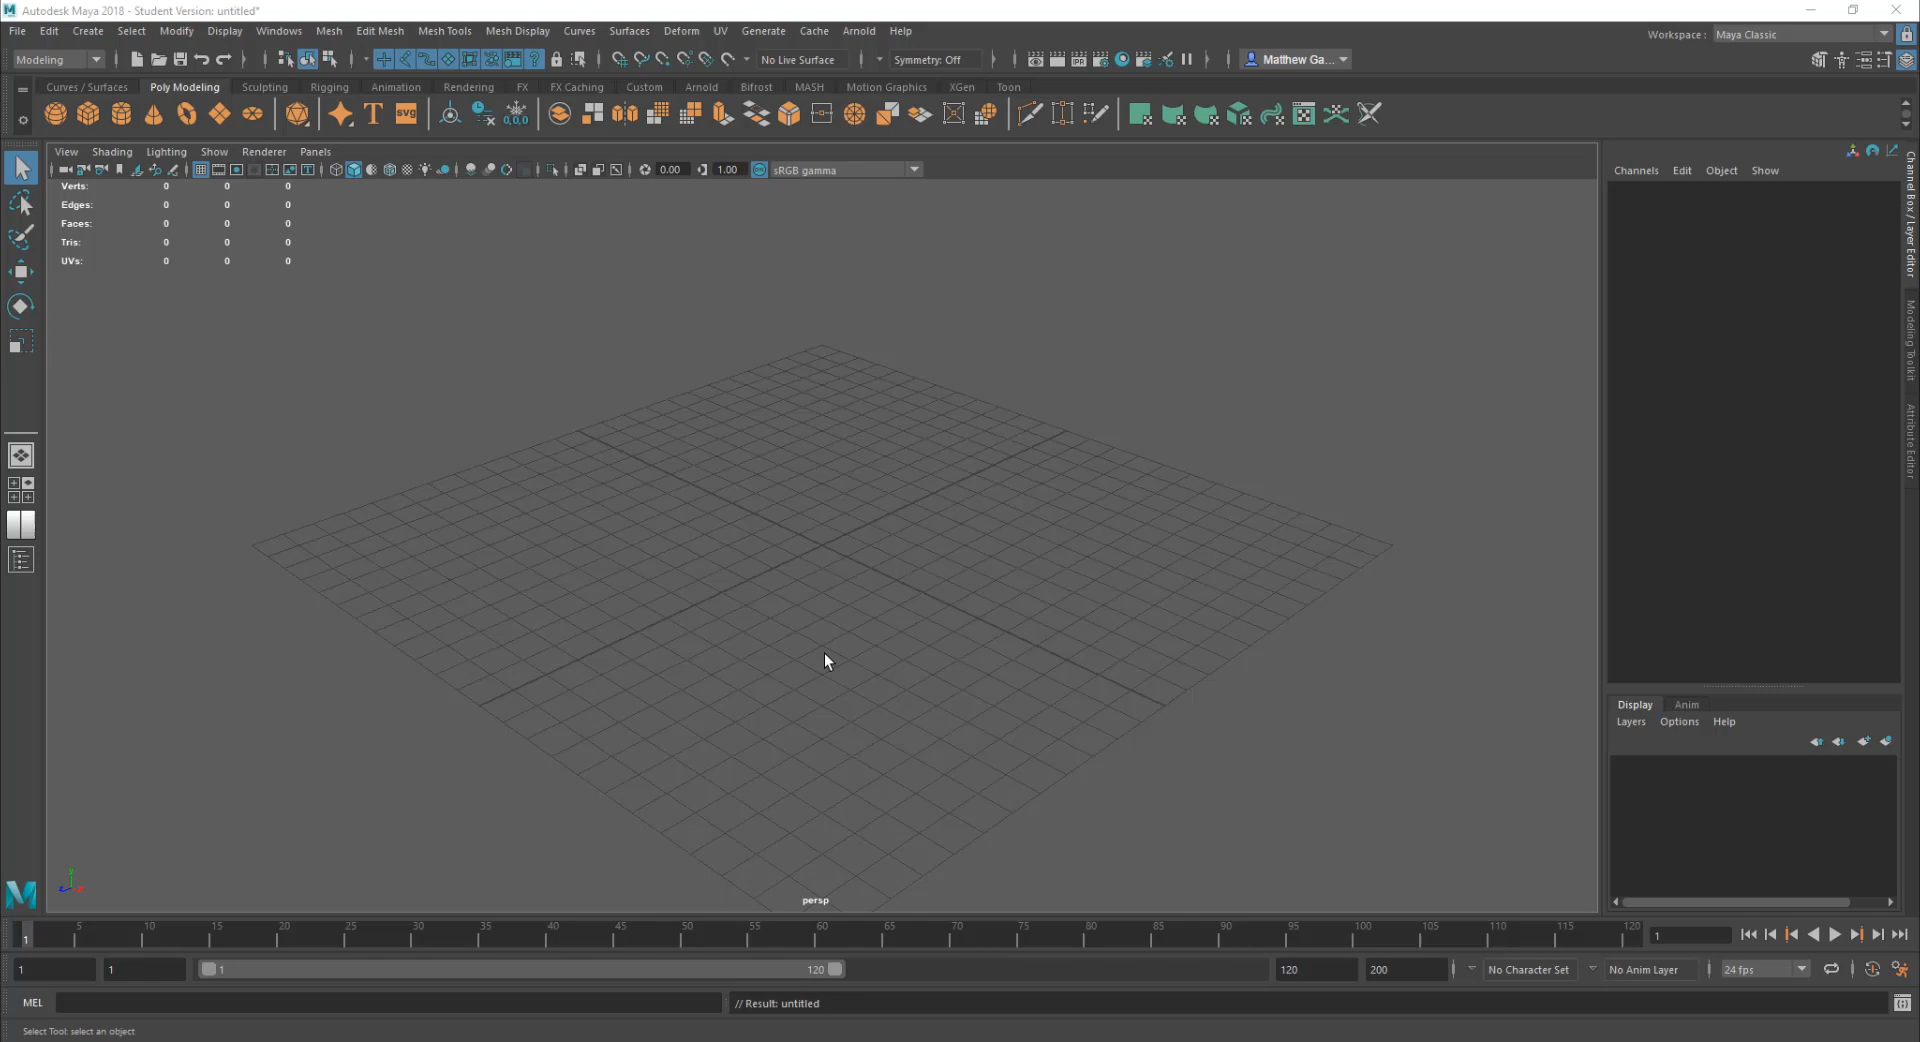 Autodesk Maya 2018 - Student Version: untitled*
File Edit Create Select Modify Display Windows Mesh Edit Mesh Mesh Tools Mesh Display Curves Surfaces Deform UV Generate Cache Arnold Help
Workspace : Maya Classic
Modeling
No Live Surface
Symmetry: Off
Matthew Ga...
Curves / Surfaces Poly Modeling Sculpting Rigging Animation Rendering FX FX Caching Custom Arnold Bifrost MASH Motion Graphics XGen Toon
T
SVG
0,0,0
View Shading Lighting Show Renderer Panels
0.00
1.00
sRGB gamma
Verts: 0 0 0
Edges: 0 0 0
Faces: 0 0 0
Tris: 0 0 0
UVs: 0 0 0
persp
Channels Edit Object Show
Channel Box / Layer Editor
Modeling Toolkit
Attribute Editor
Display Anim
Layers Options Help
1
5 10 15 20 25 30 35 40 45 50 55 60 65 70 75 80 85 90 95 100 105 110 115 120
1
1 1 1 120 120 200
No Character Set
No Anim Layer
24 fps
MEL
// Result: untitled
Select Tool: select an object